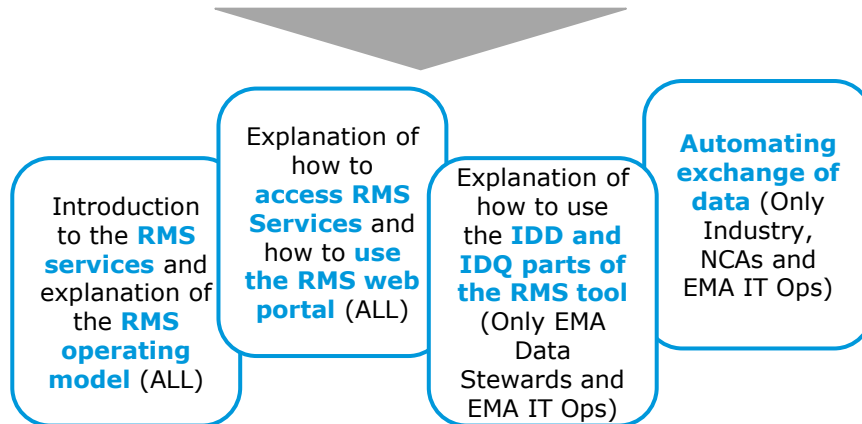 Introduction
to the RMS
services and
explanation of
the RMS
operating
model (ALL)
Explanation of
how to
access RMS
Services and
how to use
the RMS web
portal (ALL)
Explanation of
how to use
the IDD and
IDQ parts of
the RMS tool
(Only EMA
Data
Stewards and
EMA IT Ops)
Automating
exchange of
data (Only
Industry,
NCAs and
EMA IT Ops)